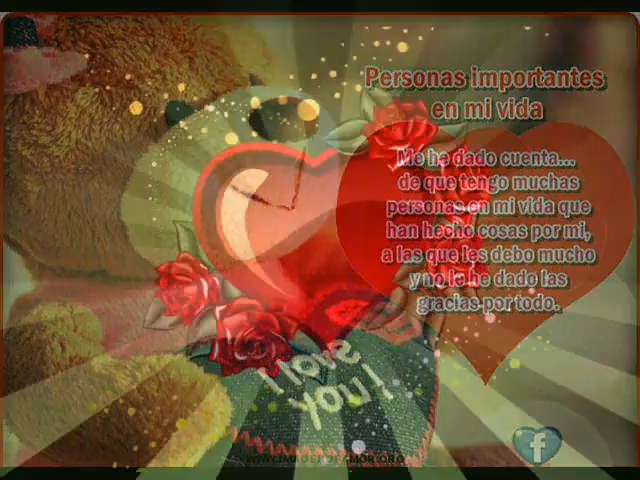 Personas importantes
en mi vida
Me he dado cuenta...
de que tengo muchas
personas en mi vida que
han hecho cosas por mi,
a las que les debo mucho
y no le he dado las
gracias por todo.
I love
you!
f